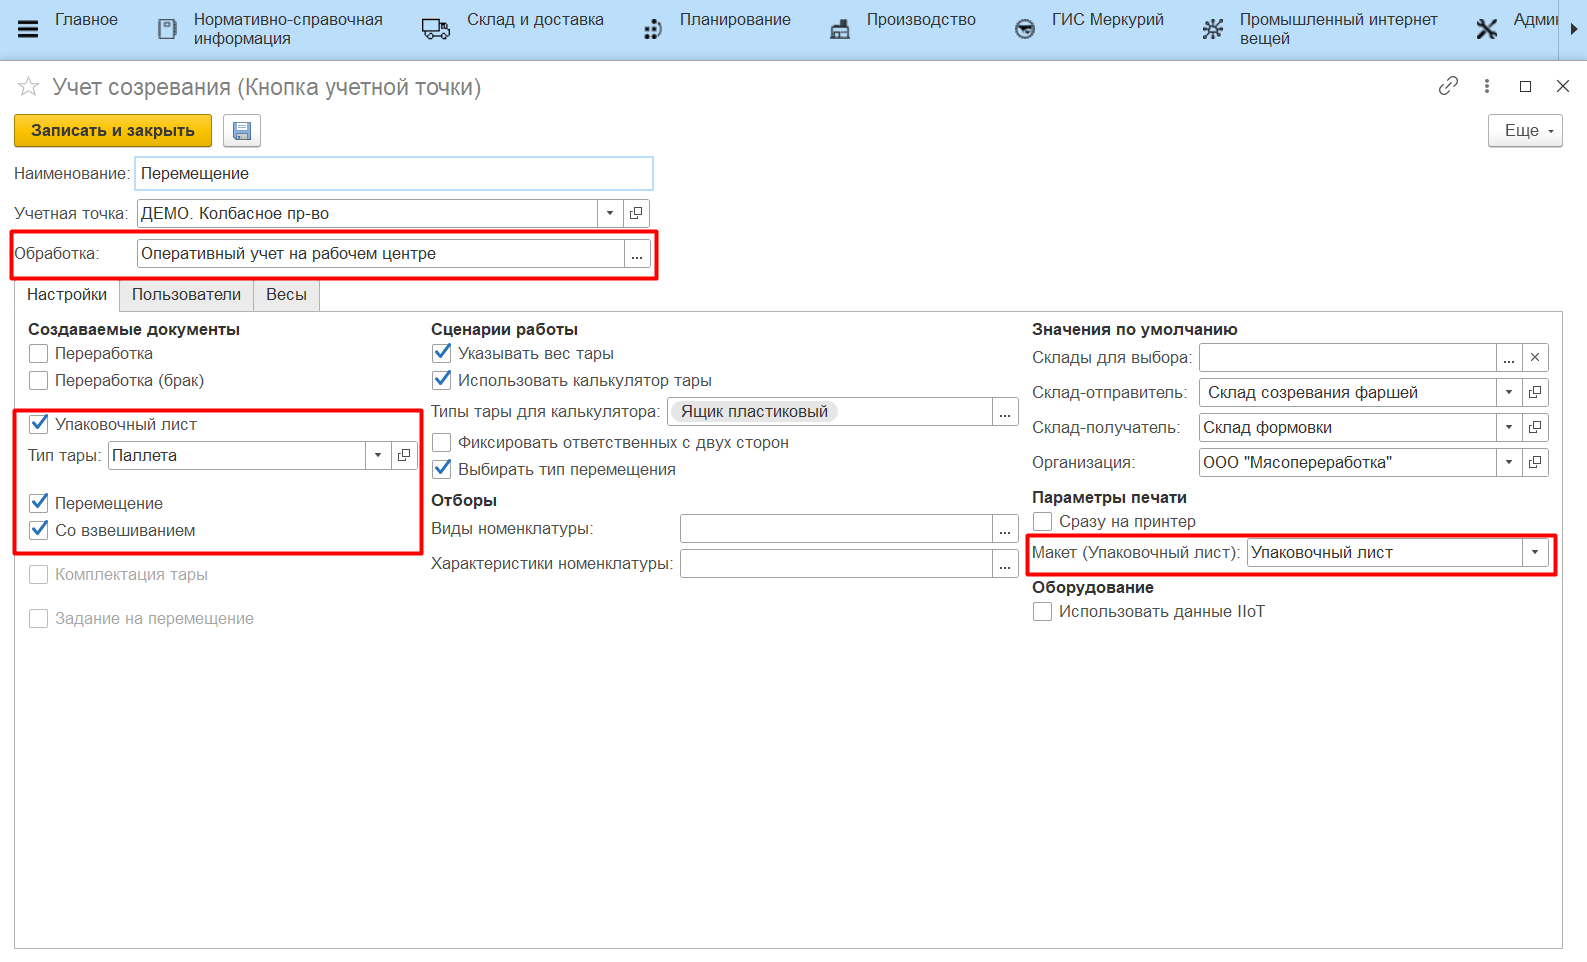 Главное
Нормативно-справочная
информация
Склад и доставка
Планирование
Производство
ГИС Меркурий
Промышленный интернет
вещей
Учет созревания (Кнопка учетной точки)
Записать и закрыть
Еще
Наименование: Перемещение
Учетная точка: ДЕМО. Колбасное пр-во
Обработка: Оперативный учет на рабочем центре ...
Настройки Пользователи Весы
Создаваемые документы
Переработка
Переработка (брак)
Упаковочный лист
Тип тары: Паллета
Перемещение
Со взвешиванием
Комплектация тары
Задание на перемещение
Сценарии работы
Указывать вес тары
Использовать калькулятор тары
Типы тары для калькулятора: Ящик пластиковый ...
Фиксировать ответственных с двух сторон
Выбирать тип перемещения
Отборы
Виды номенклатуры: ...
Характеристики номенклатуры: ...
Значения по умолчанию
Склады для выбора: ... ×
Склад-отправитель: Склад созревания фаршей
Склад-получатель: Склад формовки
Организация: ООО "Мясопереработка"
Параметры печати
Сразу на принтер
Макет (Упаковочный лист): Упаковочный лист
Оборудование
Использовать данные IIoT